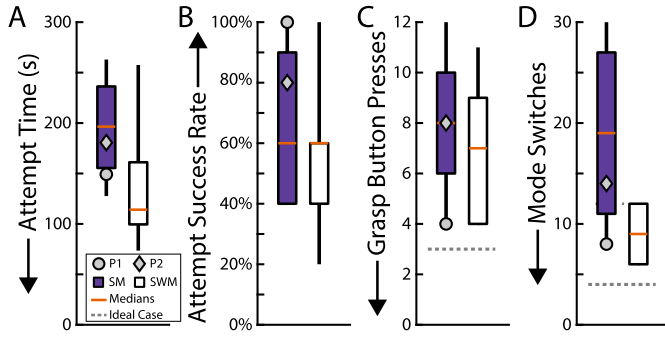 A
B
C
D
Attempt Time (s)
300
200
100
0
P1
P2
SM
SWM
Medians
Ideal Case
Attempt Success Rate
100%
80%
60%
40%
20%
0%
Grasp Button Presses
12
10
8
6
4
2
0
Mode Switches
30
20
10
0